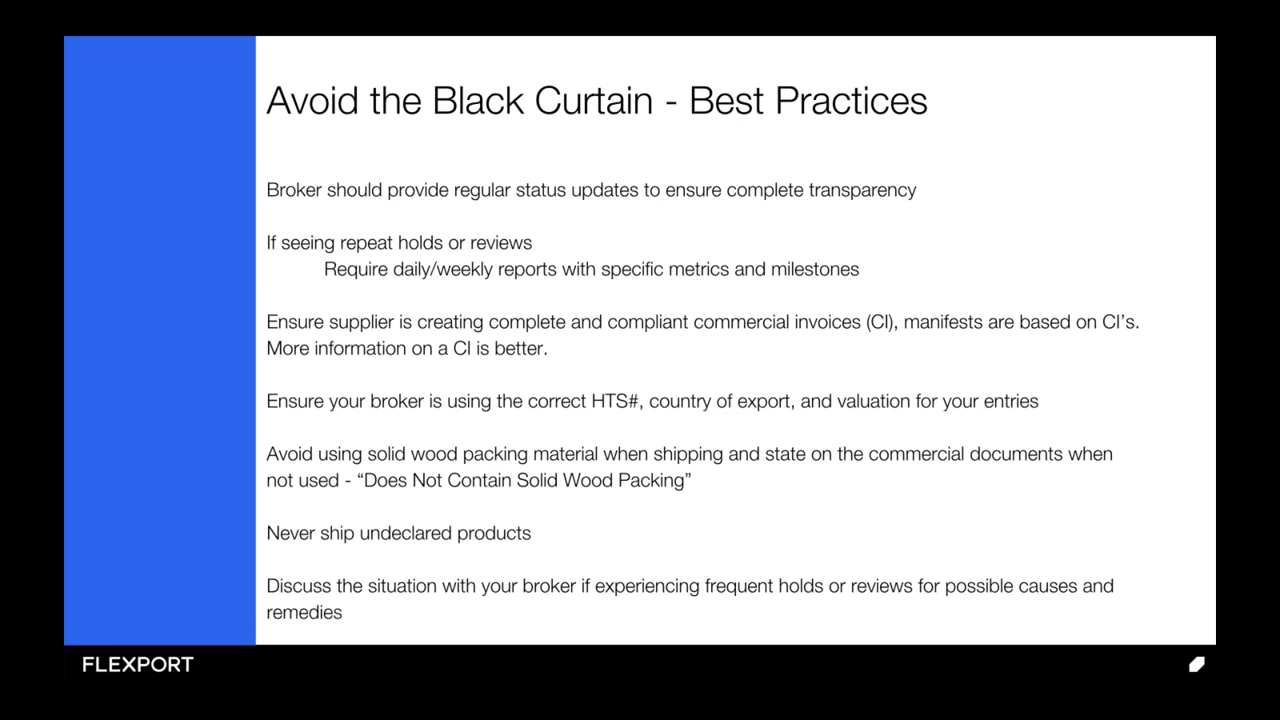 Avoid the Black Curtain - Best Practices
Broker should provide regular status updates to ensure complete transparency
If seeing repeat holds or reviews
Require daily/weekly reports with specific metrics and milestones
Ensure supplier is creating complete and compliant commercial invoices (CI), manifests are based on CI’s.
More information on a CI is better.
Ensure your broker is using the correct HTS#, country of export, and valuation for your entries
Avoid using solid wood packing material when shipping and state on the commercial documents when
not used - “Does Not Contain Solid Wood Packing”
Never ship undeclared products
Discuss the situation with your broker if experiencing frequent holds or reviews for possible causes and
remedies
FLEXPORT